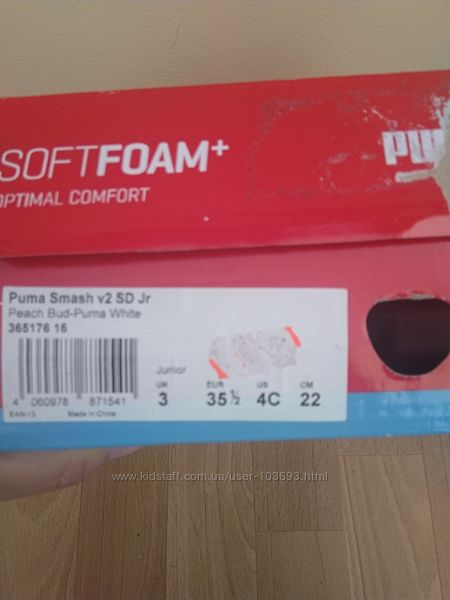 SOFTFOAM+
OPTIMAL COMFORT
Puma Smash v2 SD Jr
Peach Bud-Puma White
365176 16
Junior
UK EUR US CM
3 35 ½ 4C 22
4 060978 871541
EAN-13 Made in China
www.kidstaff.com.ua/user-103693.html